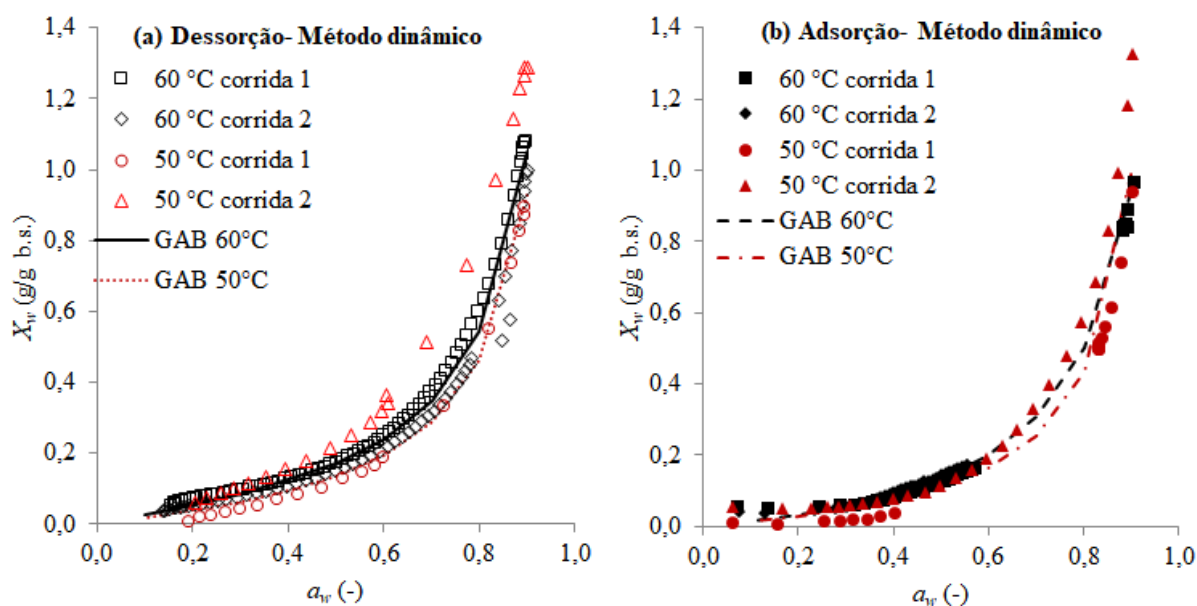 (a) Dessorção- Método dinâmico
60 °C corrida 1
60 °C corrida 2
50 °C corrida 1
50 °C corrida 2
GAB 60°C
GAB 50°C
1,4
1,2
1,0
0,8
0,6
0,4
0,2
0,0
X_w (g/g b.s.)
0,0 0,2 0,4 0,6 0,8 1,0
a_w (-)
(b) Adsorção- Método dinâmico
60 °C corrida 1
60 °C corrida 2
50 °C corrida 1
50 °C corrida 2
GAB 60°C
GAB 50°C
1,4
1,2
1,0
0,8
0,6
0,4
0,2
0,0
X_w (g/g b.s.)
0,0 0,2 0,4 0,6 0,8 1,0
a_w (-)